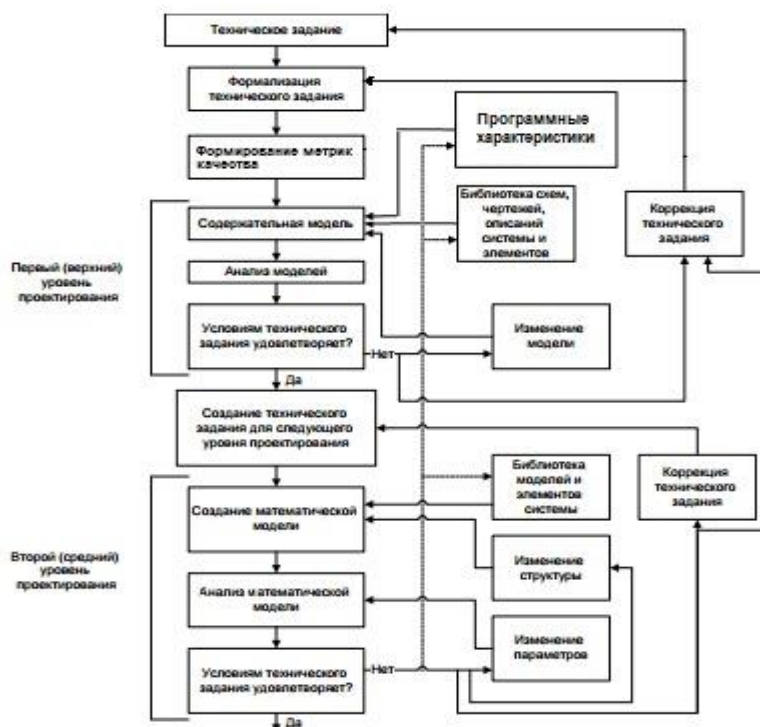 Техническое задание
Формализация
технического задания
Формирование метрик
качества
Программные
характеристики
Библиотека схем,
чертежей,
описаний
системы и
элементов
Коррекция
технического
задания
Первый (верхний)
уровень
проектирования
Содержательная модель
Анализ моделей
Условиям технического
задания удовлетворяет?
Нет
Изменение
модели
Да
Создание технического
задания для следующего
уровня проектирования
Библиотека
моделей и
элементов
системы
Коррекция
технического
задания
Второй (средний)
уровень
проектирования
Создание математической
модели
Изменение
структуры
Анализ математической
модели
Изменение
параметров
Условиям технического
задания удовлетворяет?
Нет
Да